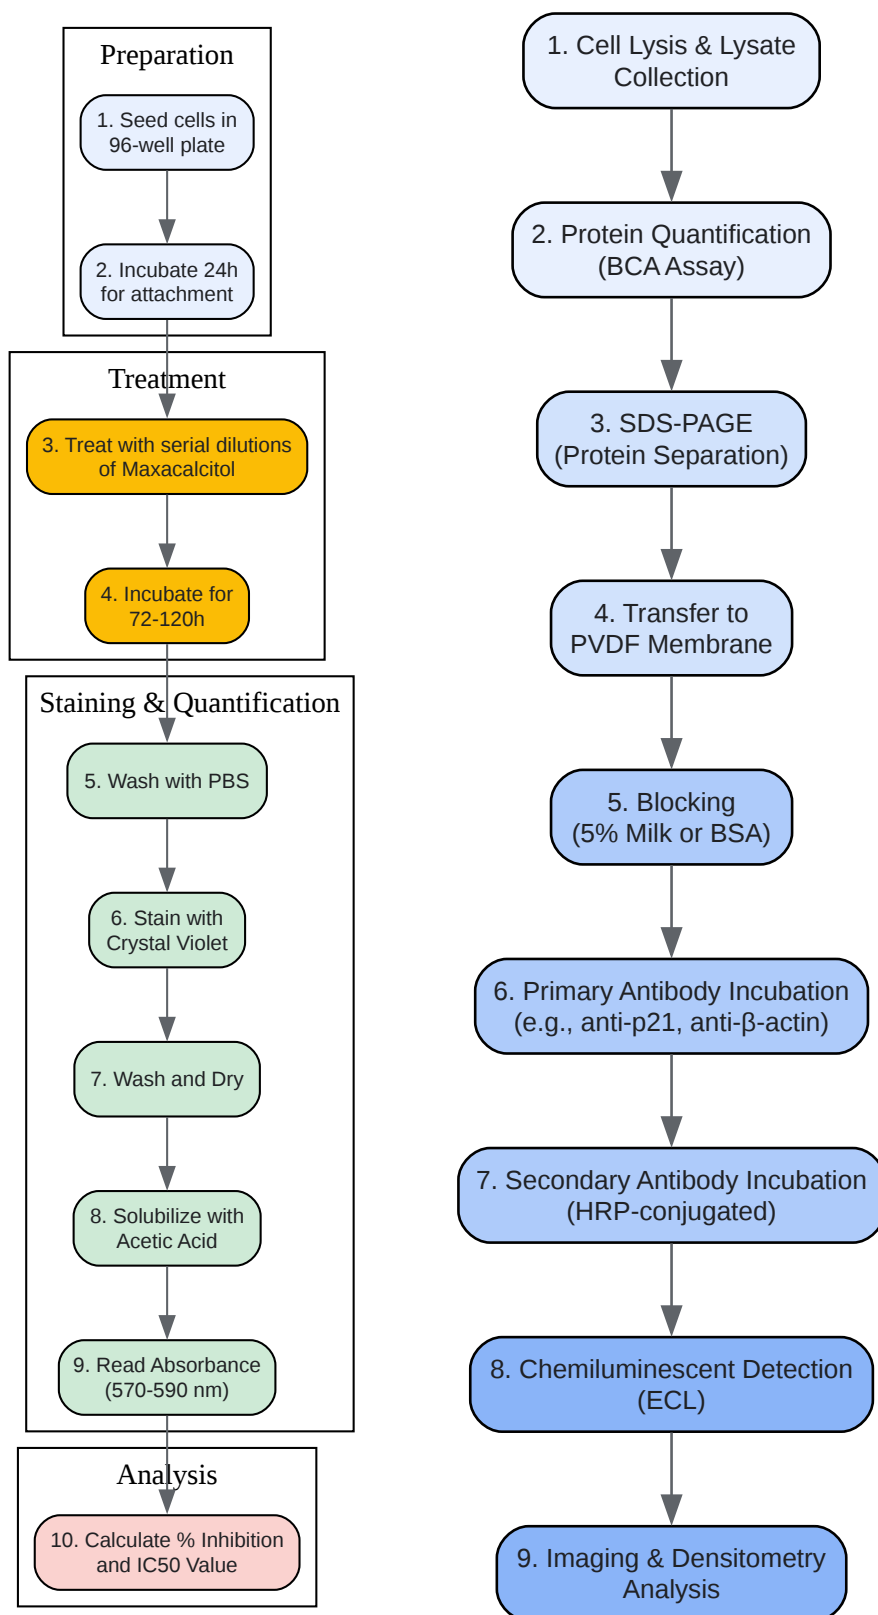 Preparation
1. Seed cells in
96-well plate
2. Incubate 24h
for attachment
Treatment
3. Treat with serial dilutions
of Maxacalcitol
4. Incubate for
72-120h
Staining & Quantification
5. Wash with PBS
6. Stain with
Crystal Violet
7. Wash and Dry
8. Solubilize with
Acetic Acid
9. Read Absorbance
(570-590 nm)
Analysis
10. Calculate % Inhibition
and IC50 Value
1. Cell Lysis & Lysate
Collection
2. Protein Quantification
(BCA Assay)
3. SDS-PAGE
(Protein Separation)
4. Transfer to
PVDF Membrane
5. Blocking
(5% Milk or BSA)
6. Primary Antibody Incubation
(e.g., anti-p21, anti-β-actin)
7. Secondary Antibody Incubation
(HRP-conjugated)
8. Chemiluminescent Detection
(ECL)
9. Imaging & Densitometry
Analysis